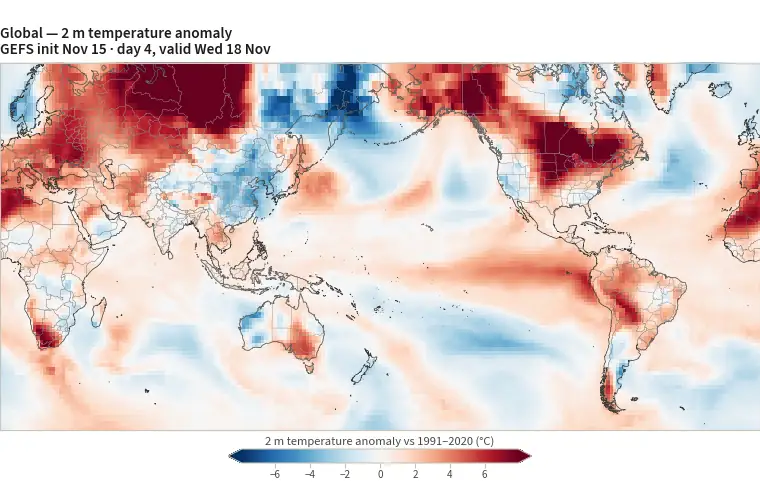 Global — 2 m temperature anomaly
GEFS init Nov 15 · day 4, valid Wed 18 Nov
2 m temperature anomaly vs 1991–2020 (°C)
−6 −4 −2 0 2 4 6